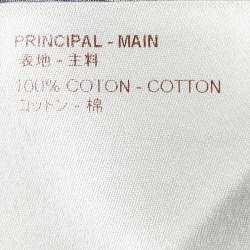 PRINCIPAL - MAIN
表地 - 主料
100% COTON - COTTON
コットン - 棉